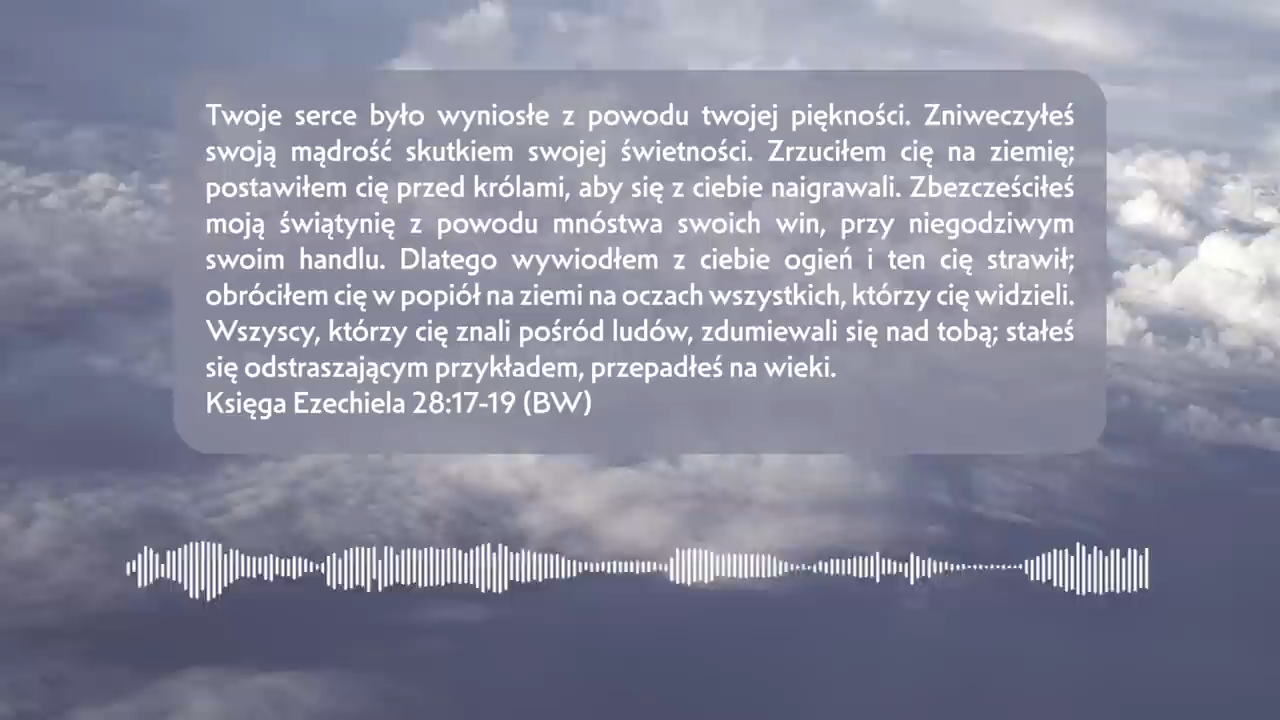 Twoje serce było wyniosłe z powodu twojej piękności. Zniweczyłeś
swoją mądrość skutkiem swojej świetności. Zrzuciłem cię na ziemię;
postawiłem cię przed królami, aby się z ciebie naigrawali. Zbezcześciłeś
moją świątynię z powodu mnóstwa swoich win, przy niegodziwym
swoim handlu. Dlatego wywiodłem z ciebie ogień i ten cię strawił;
obróciłem cię w popiół na ziemi na oczach wszystkich, którzy cię widzieli.
Wszyscy, którzy cię znali pośród ludów, zdumiewali się nad tobą; stałeś
się odstraszającym przykładem, przepadłeś na wieki.
Księga Ezechiela 28:17-19 (BW)